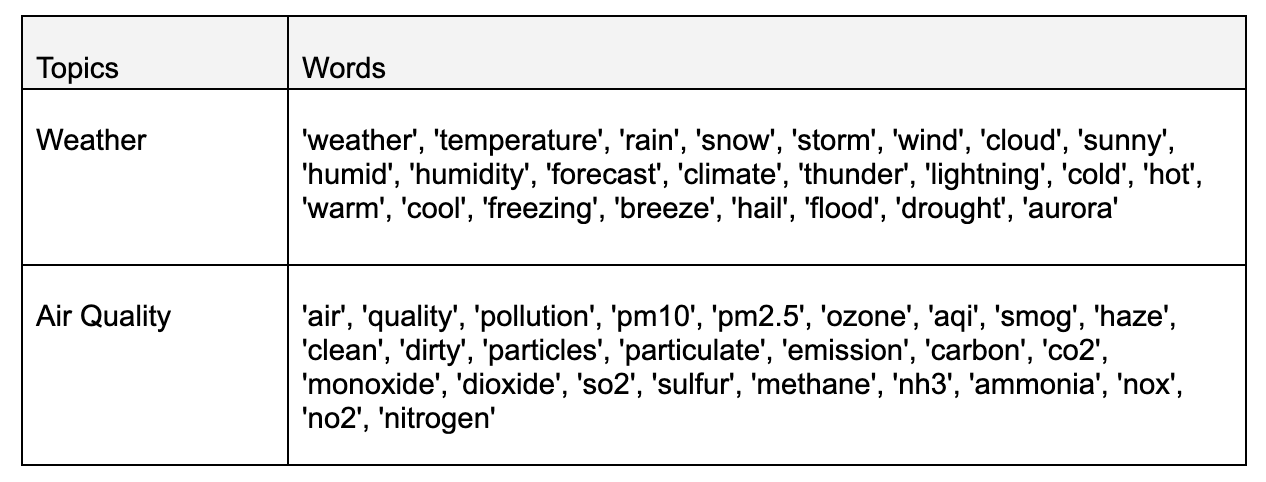 Topics
Words
Weather
'weather', 'temperature', 'rain', 'snow', 'storm', 'wind', 'cloud', 'sunny',
'humid', 'humidity', 'forecast', 'climate', 'thunder', 'lightning', 'cold', 'hot',
'warm', 'cool', 'freezing', 'breeze', 'hail', 'flood', 'drought', 'aurora'
Air Quality
'air', 'quality', 'pollution', 'pm10', 'pm2.5', 'ozone', 'aqi', 'smog', 'haze',
'clean', 'dirty', 'particles', 'particulate', 'emission', 'carbon', 'co2',
'monoxide', 'dioxide', 'so2', 'sulfur', 'methane', 'nh3', 'ammonia', 'nox',
'no2', 'nitrogen'